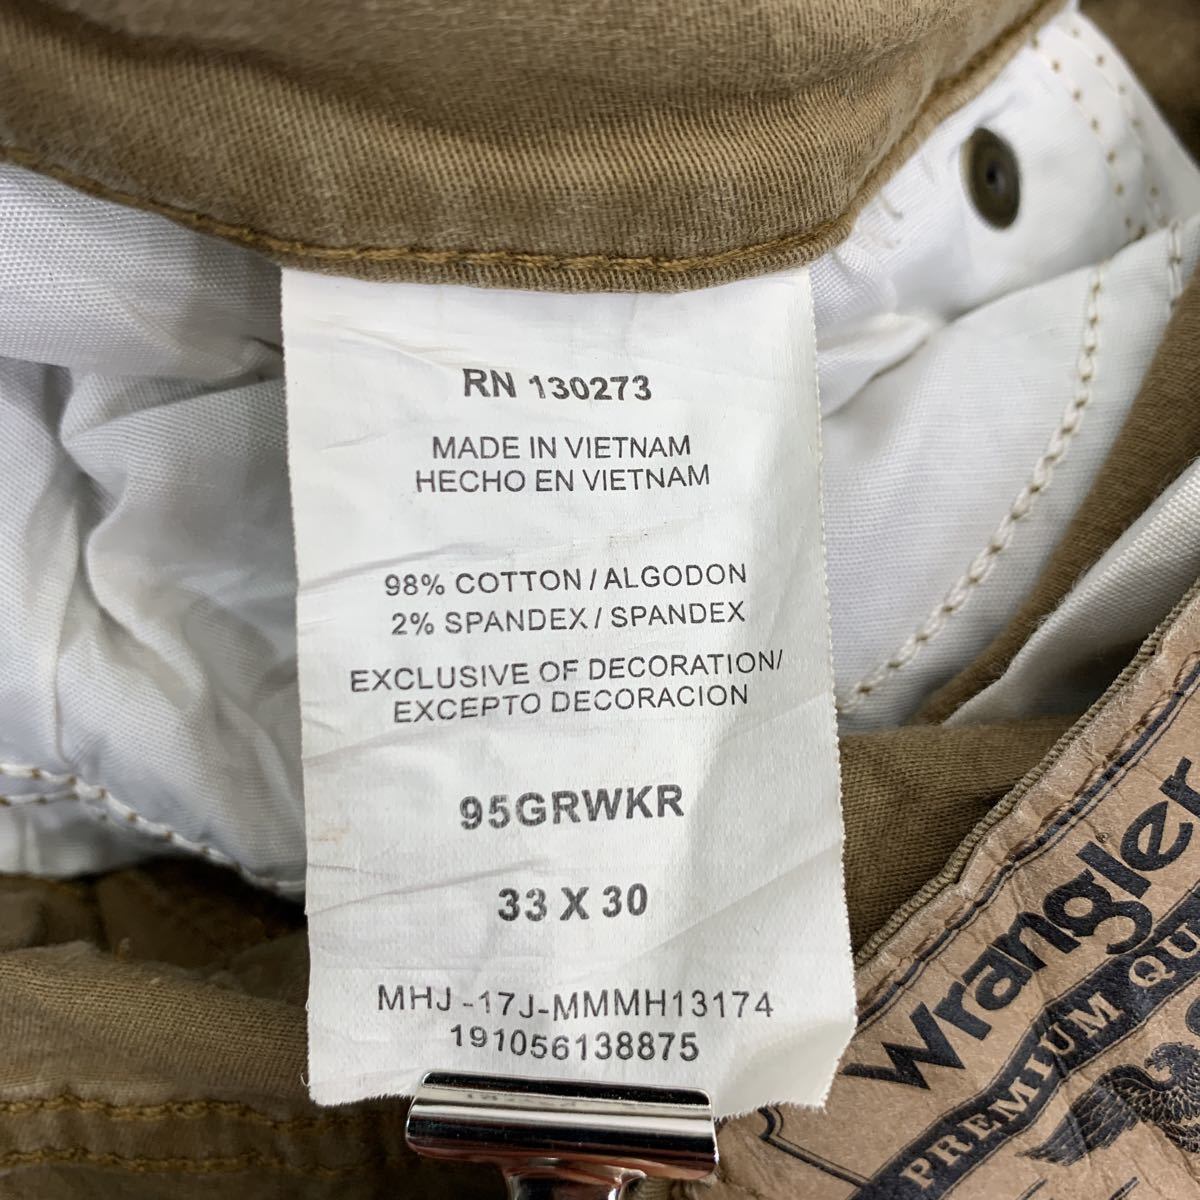 RN 130273
MADE IN VIETNAM
HECHO EN VIETNAM
98% COTTON / ALGODON
2% SPANDEX / SPANDEX
EXCLUSIVE OF DECORATION/
EXCEPTO DECORACION
95GRWKR
33 X 30
MHJ -17J-MMMH13174
191056138875
Wrangler
PREMIUM QU